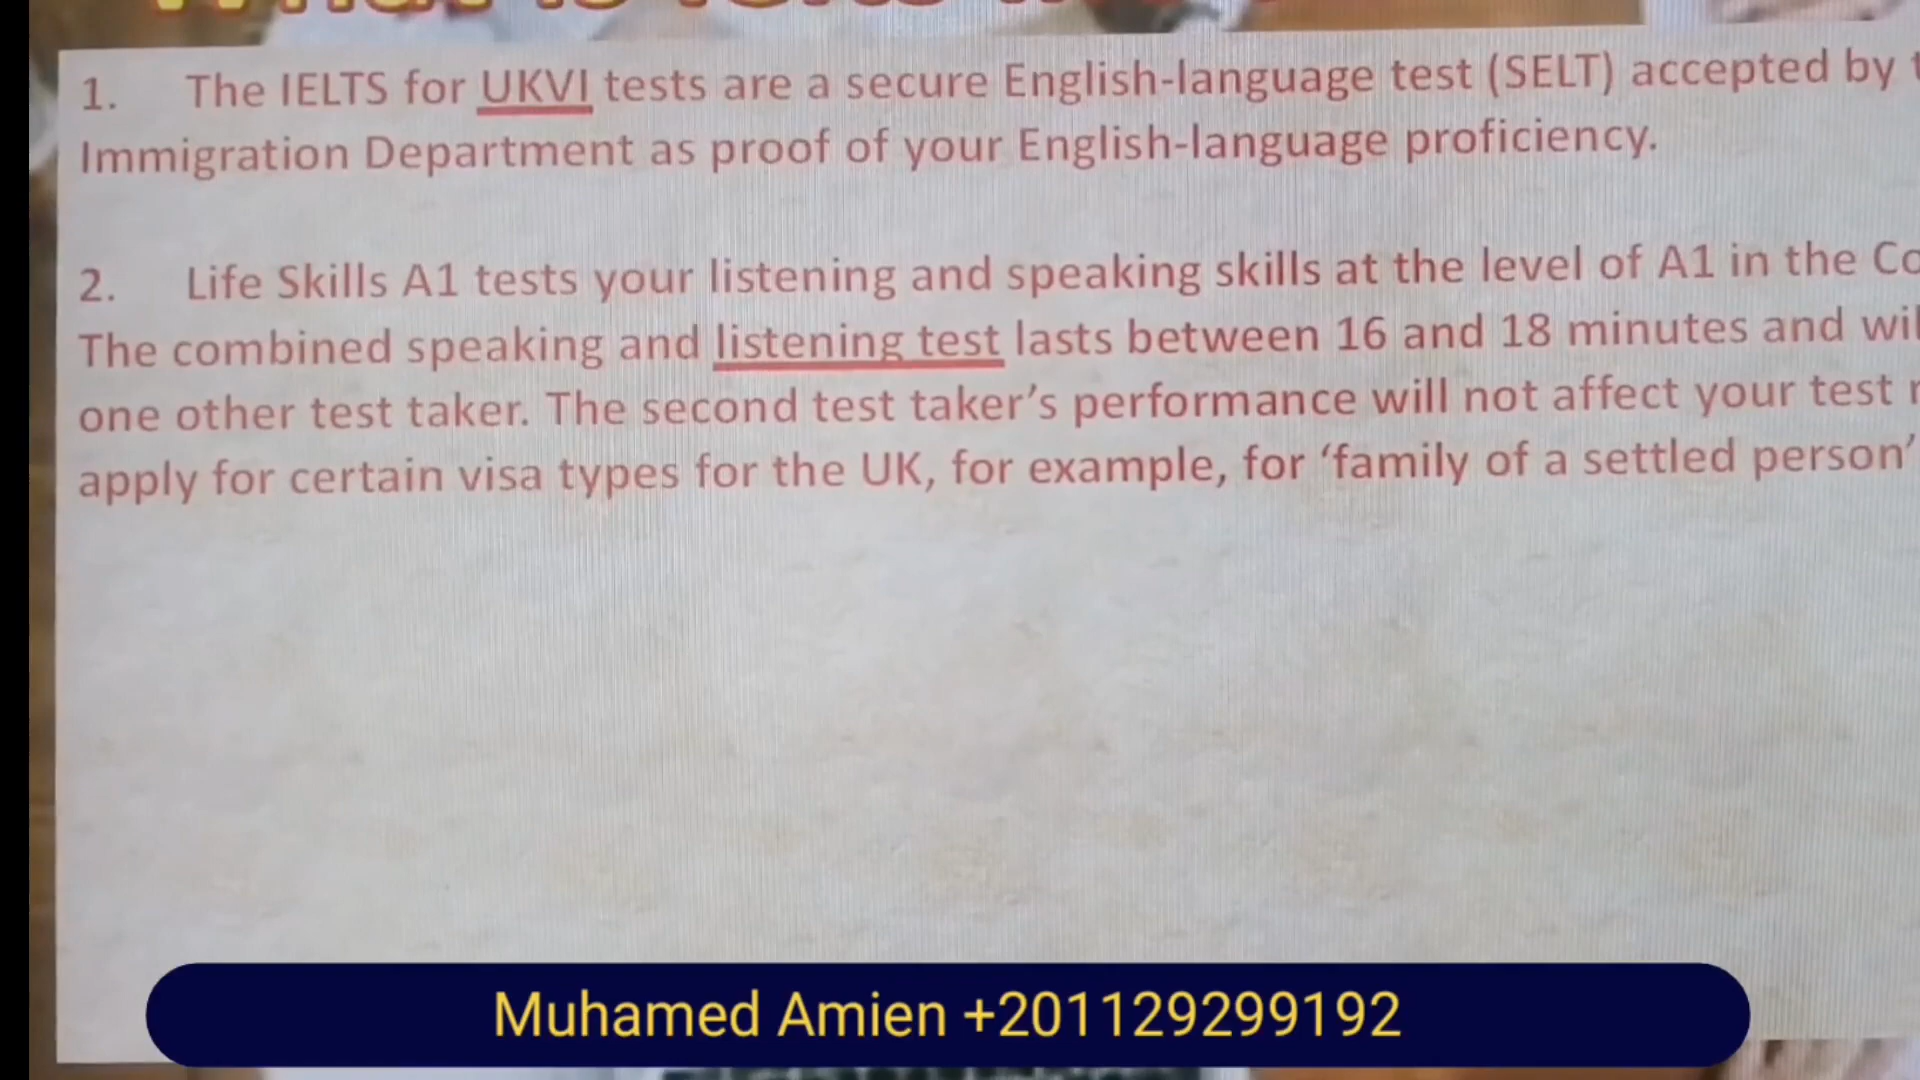 1. The IELTS for UKVI tests are a secure English-language test (SELT) accepted by
Immigration Department as proof of your English-language proficiency.
2. Life Skills A1 tests your listening and speaking skills at the level of A1 in the
The combined speaking and listening test lasts between 16 and 18 minutes and
one other test taker. The second test taker's performance will not affect your test
apply for certain visa types for the UK, for example, for ‘family of a settled person’
Muhamed Amien +201129299192